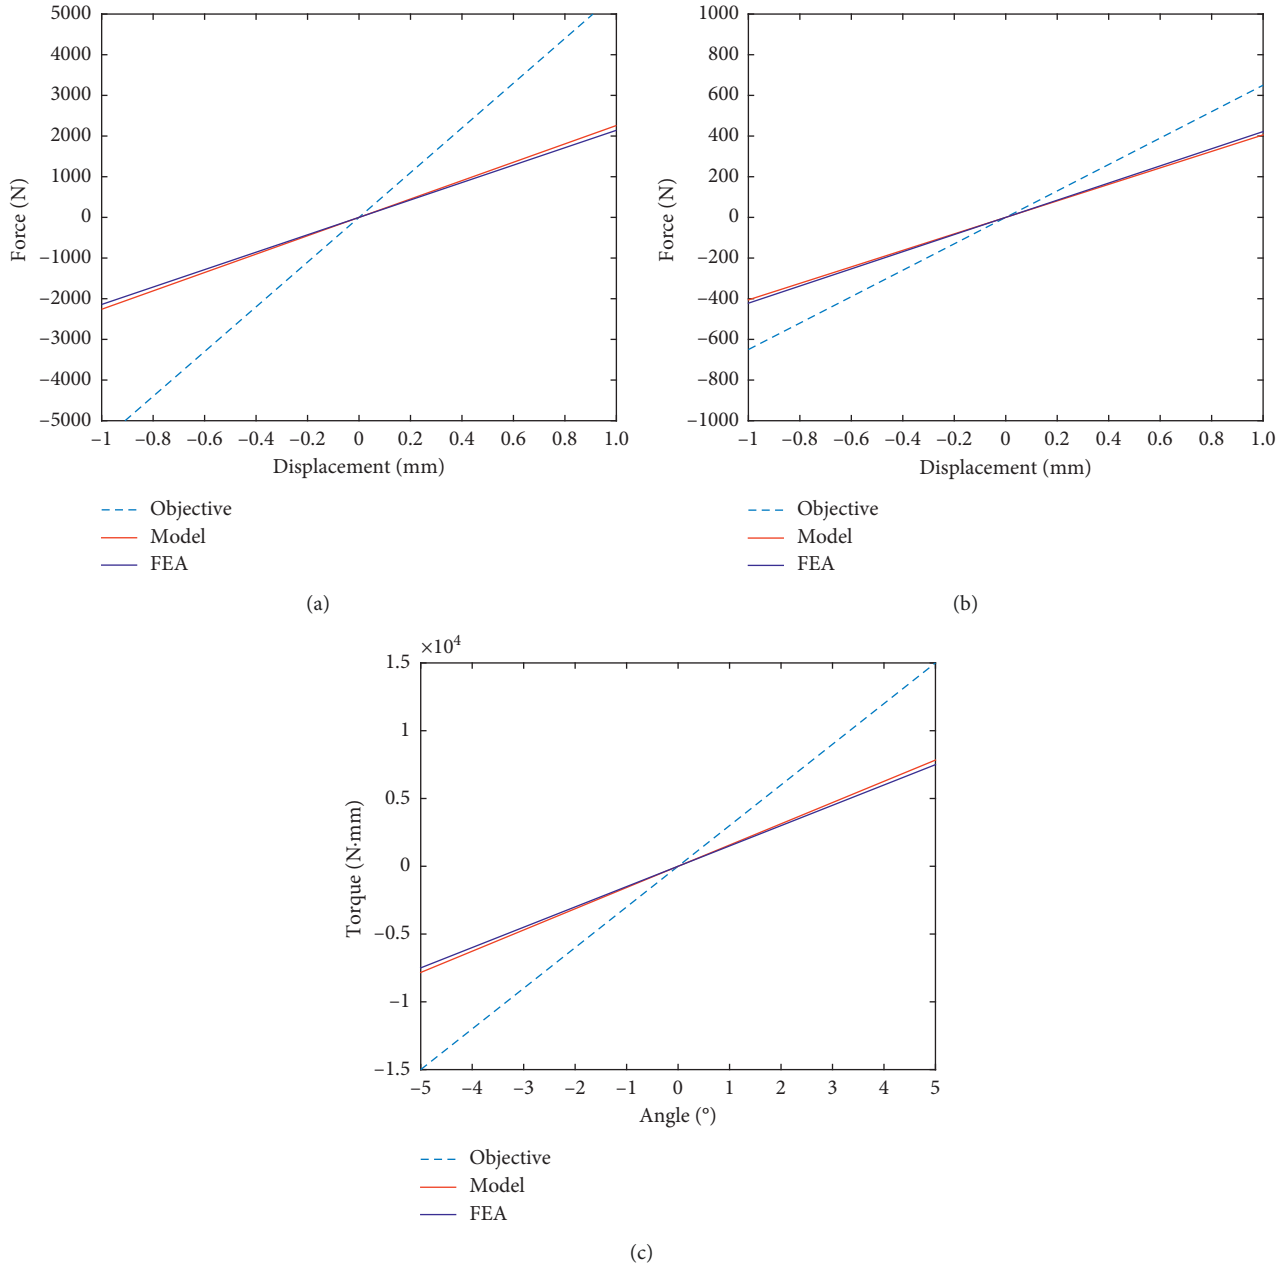 5000
4000
3000
2000
1000
0
–1000
–2000
–3000
–4000
–5000
Force (N)
–1 –0.8 –0.6 –0.4 –0.2 0 0.2 0.4 0.6 0.8 1.0
Displacement (mm)
Objective
Model
FEA
(a)
1000
800
600
400
200
0
–200
–400
–600
–800
–1000
Force (N)
–1 –0.8 –0.6 –0.4 –0.2 0 0.2 0.4 0.6 0.8 1.0
Displacement (mm)
Objective
Model
FEA
(b)
×10⁴
1.5
1
0.5
0
–0.5
–1
–1.5
Torque (N·mm)
–5 –4 –3 –2 –1 0 1 2 3 4 5
Angle (°)
Objective
Model
FEA
(c)